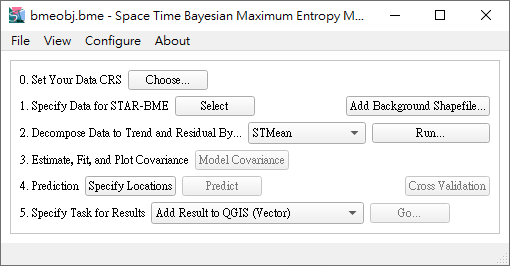 bmeobj.bme - Space Time Bayesian Maximum Entropy M...
File View Configure About
0. Set Your Data CRS Choose...
1. Specify Data for STAR-BME Select Add Background Shapefile...
2. Decompose Data to Trend and Residual By... STMean Run...
3. Estimate, Fit, and Plot Covariance Model Covariance
4. Prediction Specify Locations Predict Cross Validation
5. Specify Task for Results Add Result to QGIS (Vector) Go...